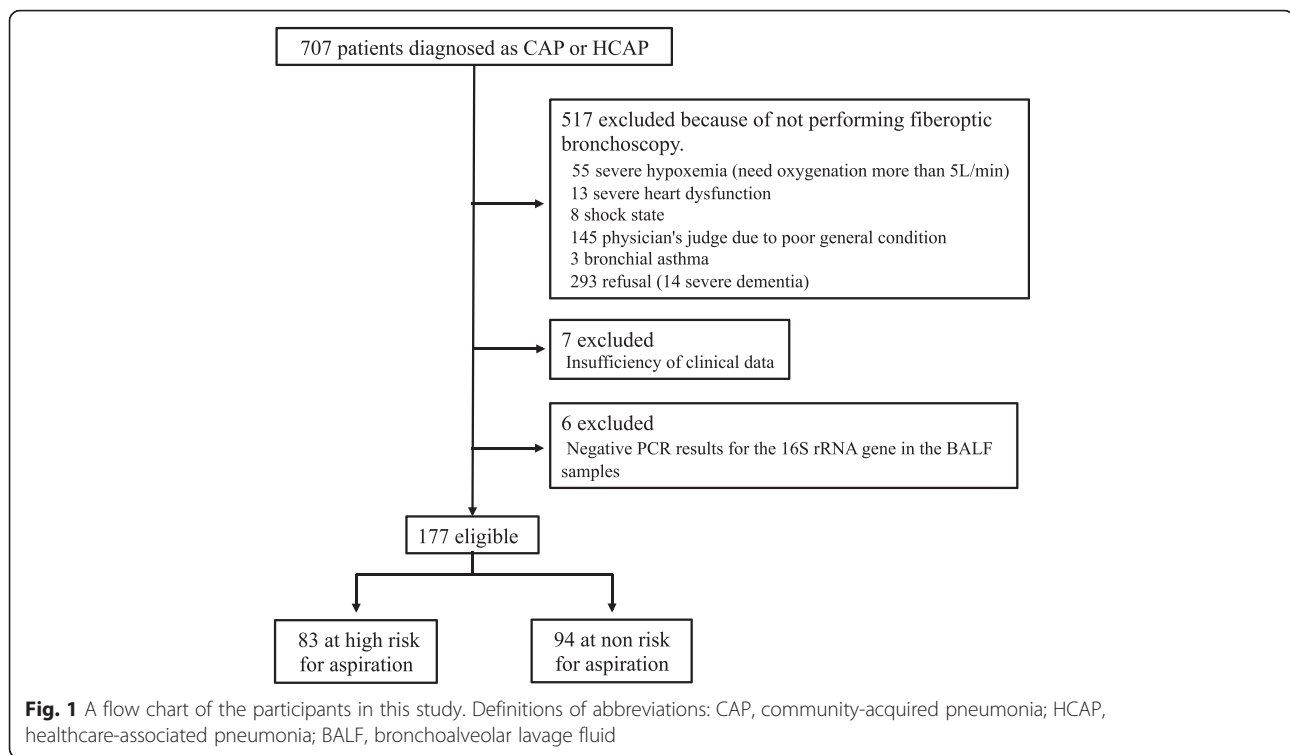 707 patients diagnosed as CAP or HCAP
517 excluded because of not performing fiberoptic
bronchoscopy.
55 severe hypoxemia (need oxygenation more than 5L/min)
13 severe heart dysfunction
8 shock state
145 physician's judge due to poor general condition
3 bronchial asthma
293 refusal (14 severe dementia)
7 excluded
Insufficiency of clinical data
6 excluded
Negative PCR results for the 16S rRNA gene in the BALF
samples
177 eligible
83 at high risk
for aspiration
94 at non risk
for aspiration
Fig. 1 A flow chart of the participants in this study. Definitions of abbreviations: CAP, community-acquired pneumonia; HCAP,
healthcare-associated pneumonia; BALF, bronchoalveolar lavage fluid